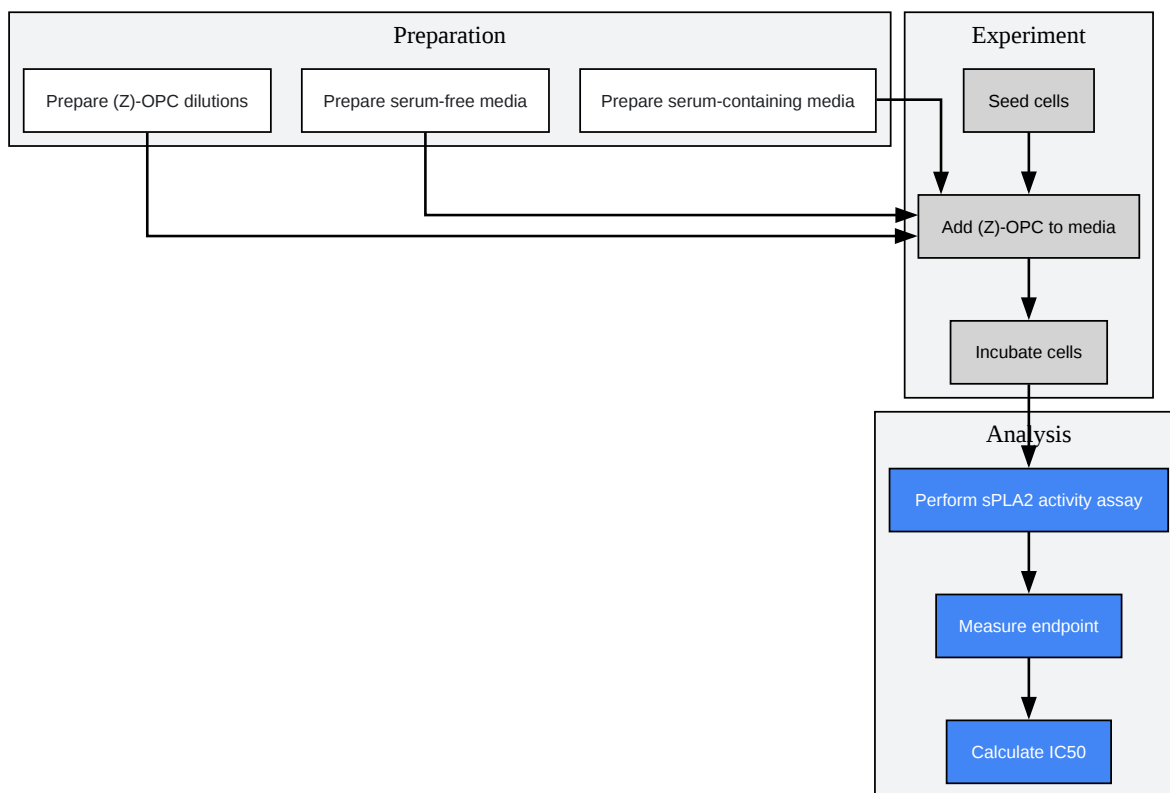 Preparation
Prepare (Z)-OPC dilutions
Prepare serum-free media
Prepare serum-containing media
Experiment
Seed cells
Add (Z)-OPC to media
Incubate cells
Analysis
Perform sPLA2 activity assay
Measure endpoint
Calculate IC50